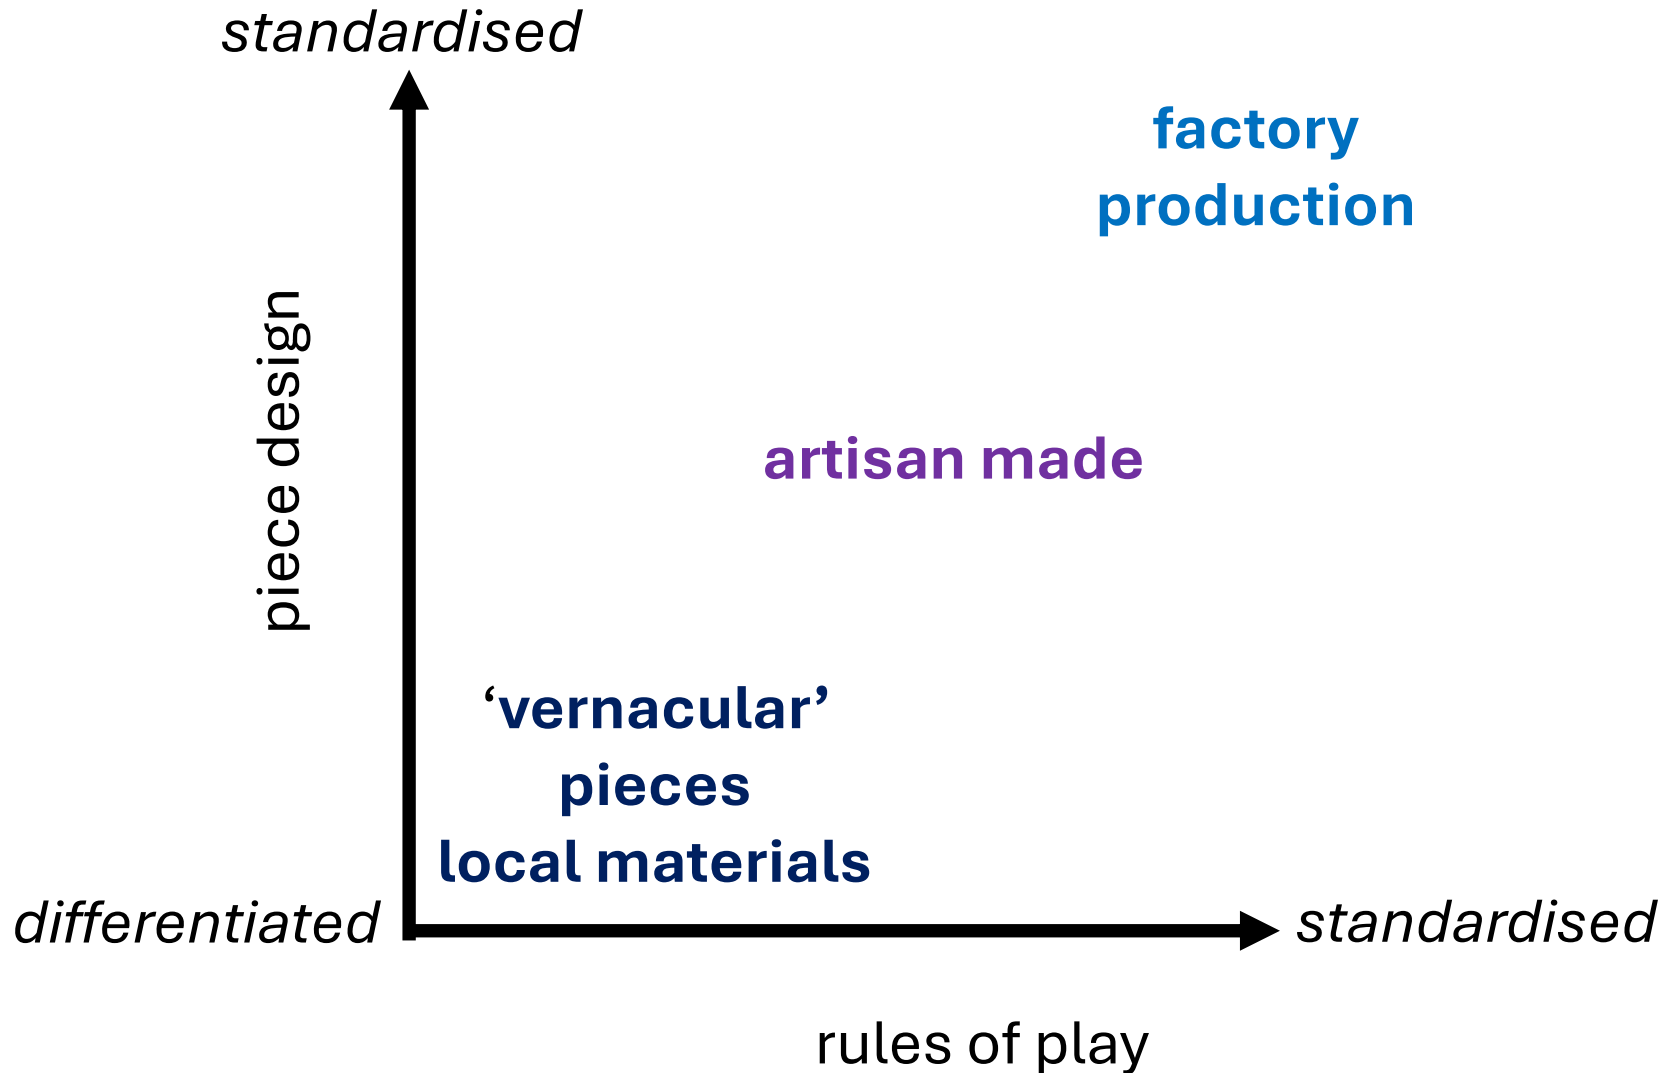 standardised
factory
production
piece design
artisan made
‘vernacular’
pieces
local materials
differentiated
standardised
rules of play